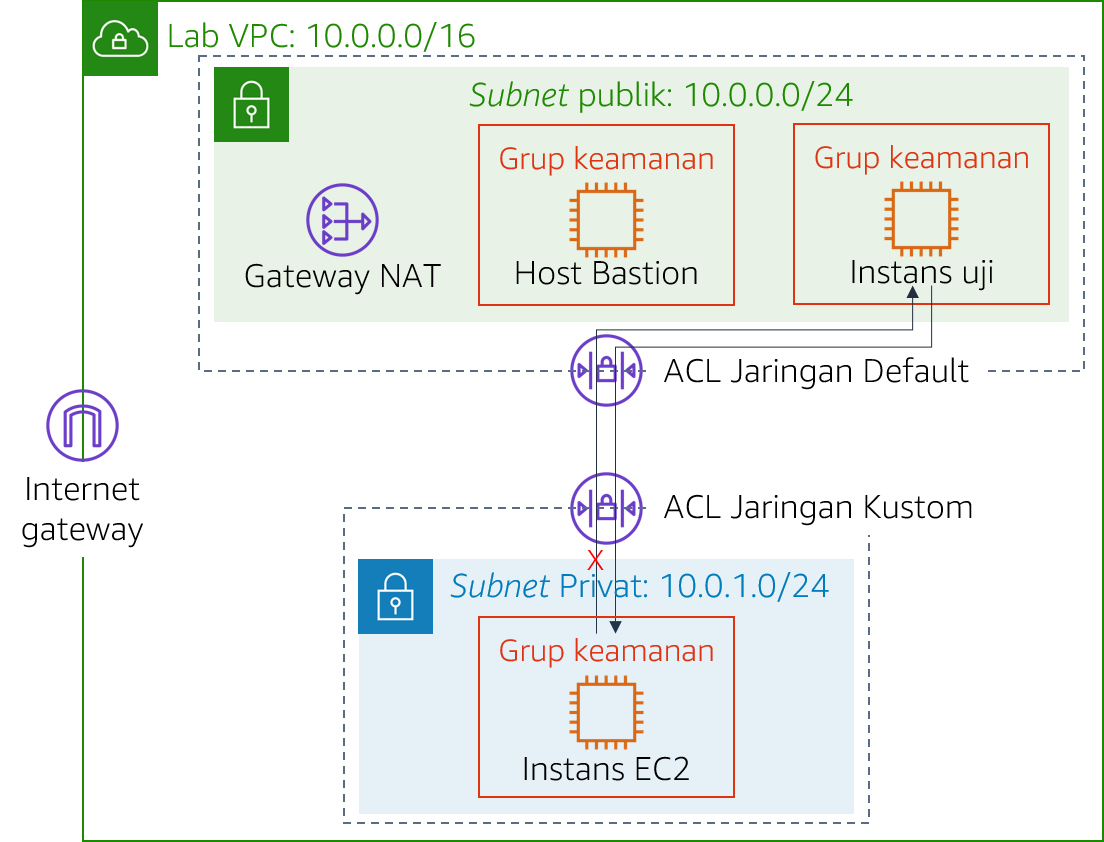 Lab VPC: 10.0.0.0/16
Subnet publik: 10.0.0.0/24
Grup keamanan
Grup keamanan
Gateway NAT
Host Bastion
Instans uji
ACL Jaringan Default
Internet
gateway
ACL Jaringan Kustom
X
Subnet Privat: 10.0.1.0/24
Grup keamanan
Instans EC2